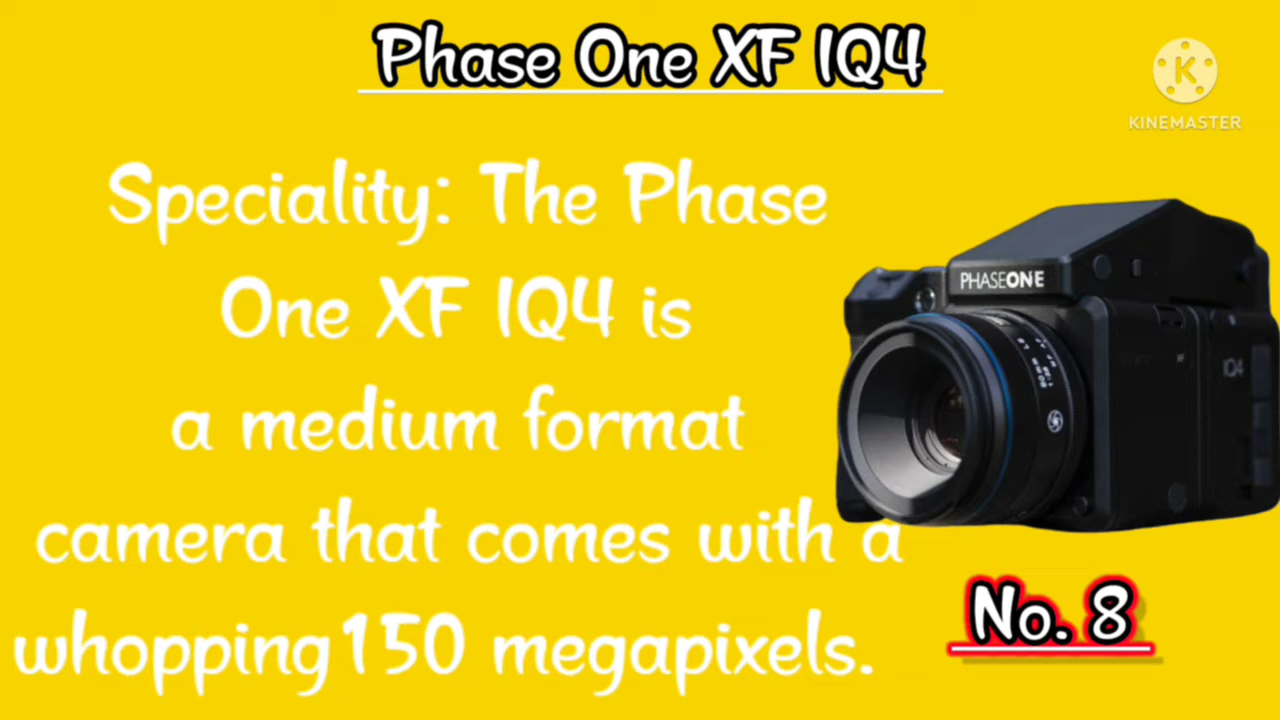 Phase One XF IQ4
KINEMASTER
Speciality: The Phase
One XF IQ4 is
a medium format
camera that comes with a
whopping150 megapixels.
PHASEONE
XF
IQ4
No. 8